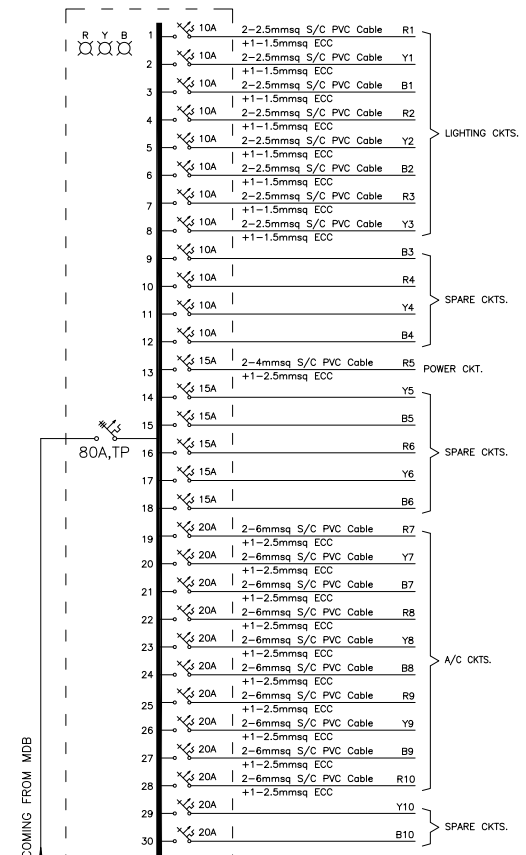 R Y B
1 10A 2-2.5mmsq S/C PVC Cable R1
+1-1.5mmsq ECC
2 10A 2-2.5mmsq S/C PVC Cable Y1
+1-1.5mmsq ECC
3 10A 2-2.5mmsq S/C PVC Cable B1
+1-1.5mmsq ECC
4 10A 2-2.5mmsq S/C PVC Cable R2
+1-1.5mmsq ECC
LIGHTING CKTS.
5 10A 2-2.5mmsq S/C PVC Cable Y2
+1-1.5mmsq ECC
6 10A 2-2.5mmsq S/C PVC Cable B2
+1-1.5mmsq ECC
7 10A 2-2.5mmsq S/C PVC Cable R3
+1-1.5mmsq ECC
8 10A 2-2.5mmsq S/C PVC Cable Y3
+1-1.5mmsq ECC
9 10A B3
10 10A R4
SPARE CKTS.
11 10A Y4
12 10A B4
13 15A 2-4mmsq S/C PVC Cable R5 POWER CKT.
+1-2.5mmsq ECC
14 15A Y5
15 15A B5
80A,TP
16 15A R6 SPARE CKTS.
17 15A Y6
18 15A B6
19 20A 2-6mmsq S/C PVC Cable R7
+1-2.5mmsq ECC
20 20A 2-6mmsq S/C PVC Cable Y7
+1-2.5mmsq ECC
21 20A 2-6mmsq S/C PVC Cable B7
+1-2.5mmsq ECC
22 20A 2-6mmsq S/C PVC Cable R8
+1-2.5mmsq ECC
23 20A 2-6mmsq S/C PVC Cable Y8
+1-2.5mmsq ECC
A/C CKTS.
24 20A 2-6mmsq S/C PVC Cable B8
+1-2.5mmsq ECC
25 20A 2-6mmsq S/C PVC Cable R9
+1-2.5mmsq ECC
26 20A 2-6mmsq S/C PVC Cable Y9
+1-2.5mmsq ECC
27 20A 2-6mmsq S/C PVC Cable B9
+1-2.5mmsq ECC
28 20A 2-6mmsq S/C PVC Cable R10
+1-2.5mmsq ECC
29 20A Y10
SPARE CKTS.
30 20A B10
COMING FROM MDB